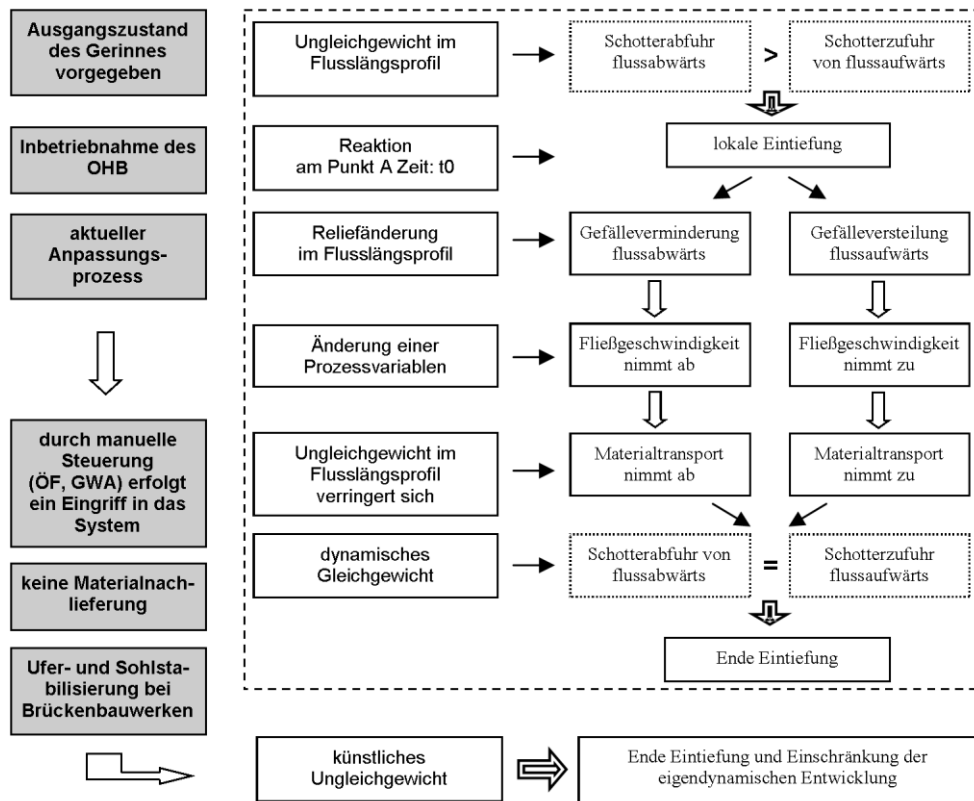 Ausgangszustand
des Gerinnes
vorgegeben
Inbetriebnahme des
OHB
aktueller
Anpassungs-
prozess
durch manuelle
Steuerung
(ÖF, GWA) erfolgt
ein Eingriff in das
System
keine Materialnach-
lieferung
Ufer- und Sohlsta-
bilisierung bei
Brückenbauwerken
Ungleichgewicht im
Flusslängsprofil
Schotterabfuhr
flussabwärts
>
Schotterzufuhr
von flussaufwärts
Reaktion
am Punkt A Zeit: t0
lokale Eintiefung
Reliefänderung
im Flusslängsprofil
Gefälleverminderung
flussabwärts
Gefälleversteilung
flussaufwärts
Änderung einer
Prozessvariablen
Fließgeschwindigkeit
nimmt ab
Fließgeschwindigkeit
nimmt zu
Ungleichgewicht im
Flusslängsprofil
verringert sich
Materialtransport
nimmt ab
Materialtransport
nimmt zu
dynamisches
Gleichgewicht
Schotterabfuhr von
flussabwärts
=
Schotterzufuhr
flussaufwärts
Ende Eintiefung
künstliches
Ungleichgewicht
Ende Eintiefung und Einschränkung der
eigendynamischen Entwicklung